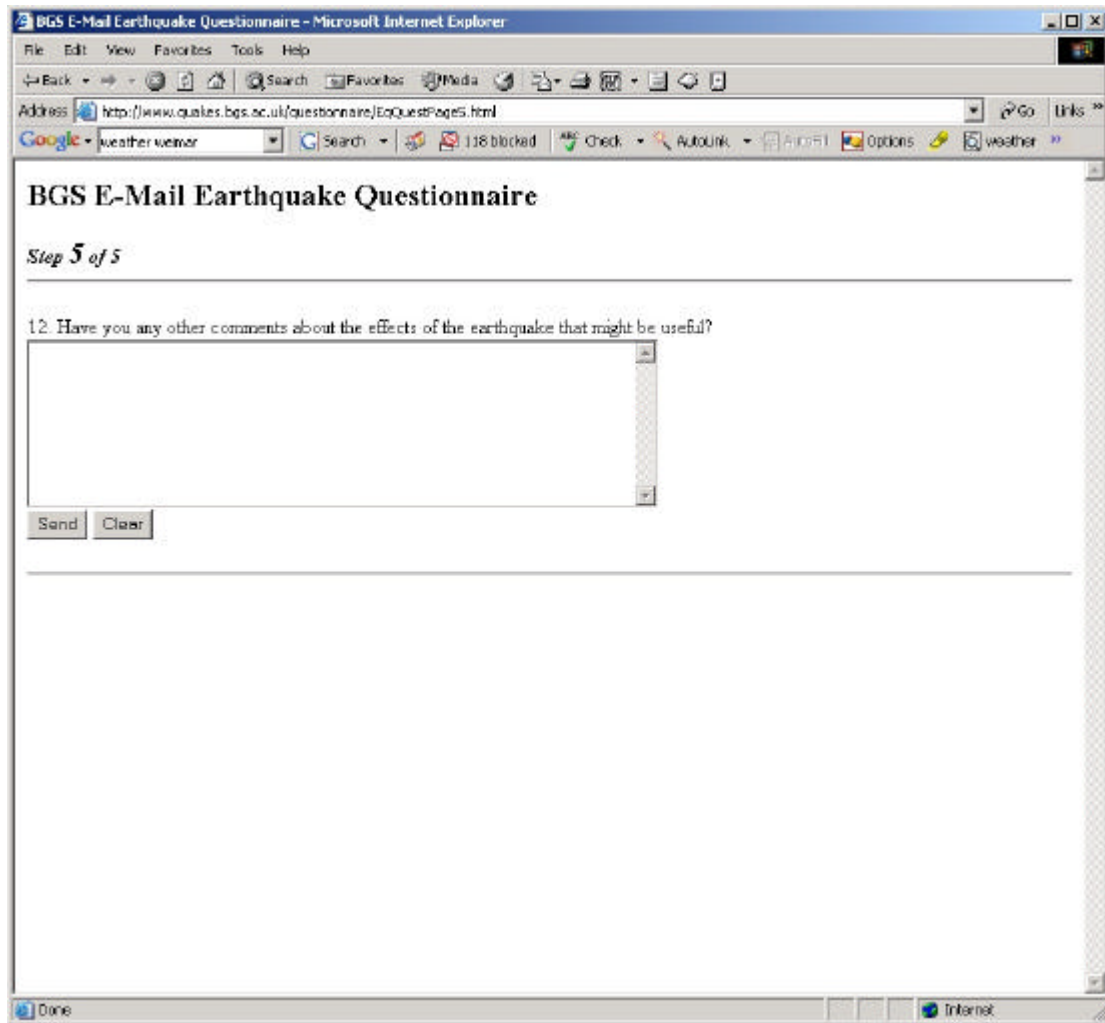 BGS E-Mail Earthquake Questionnaire - Microsoft Internet Explorer
File Edit View Favorites Tools Help
Back Search Favorites Media
Address http://www.quakes.bgs.ac.uk/questionnaire/EqQuestPage5.html Go Links »
Google weather weimar Search 118 blocked ABC Check AutoLink AutoFill Options weather »
BGS E-Mail Earthquake Questionnaire
Step 5 of 5
12. Have you any other comments about the effects of the earthquake that might be useful?
Send Clear
Done Internet